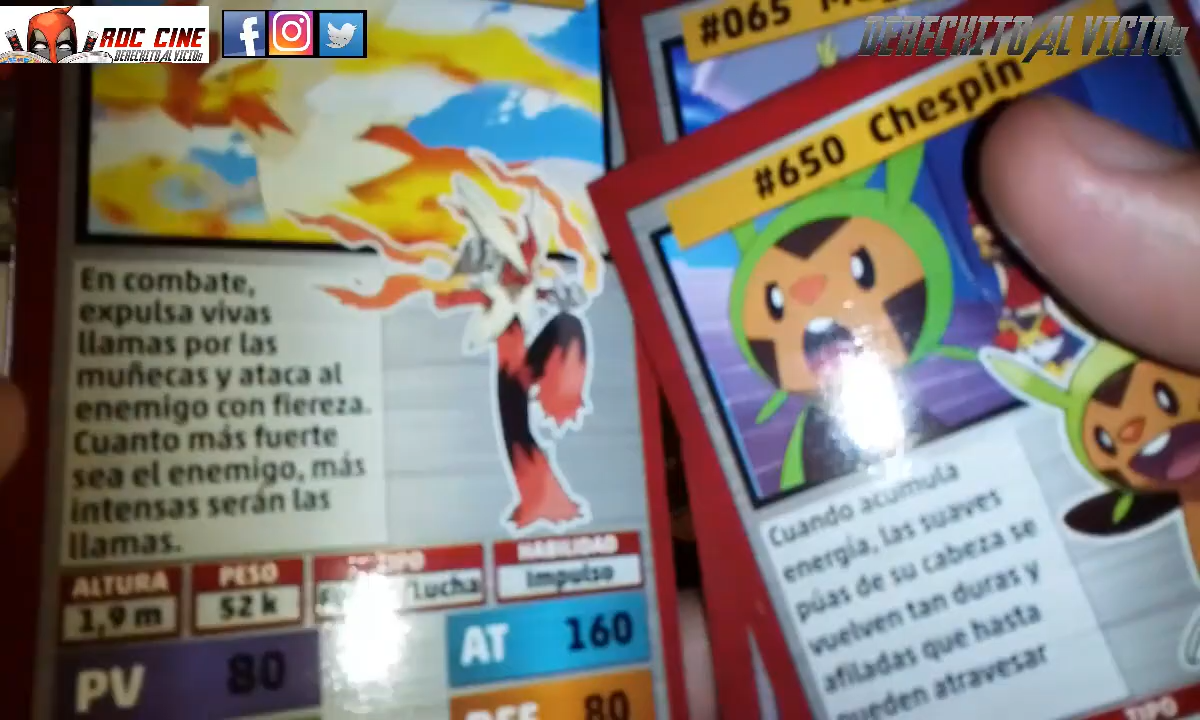 RDC CINE
DERECHITO AL VICIO
DERECHITO AL VICIO
En combate,
expulsa vivas
llamas por las
muñecas y ataca al
enemigo con fiereza.
Cuanto más fuerte
sea el enemigo, más
intensas serán las
llamas.
ALTURA
1,9 m
PESO
52 k
TIPO
Lucha
HABILIDAD
Impulso
PV 80
AT 160
DEF 80
#065
#650 Chespin
Cuando acumula
energía, las suaves
púas de su cabeza se
vuelven tan duras y
afiladas que hasta
pueden atravesar
TIPO